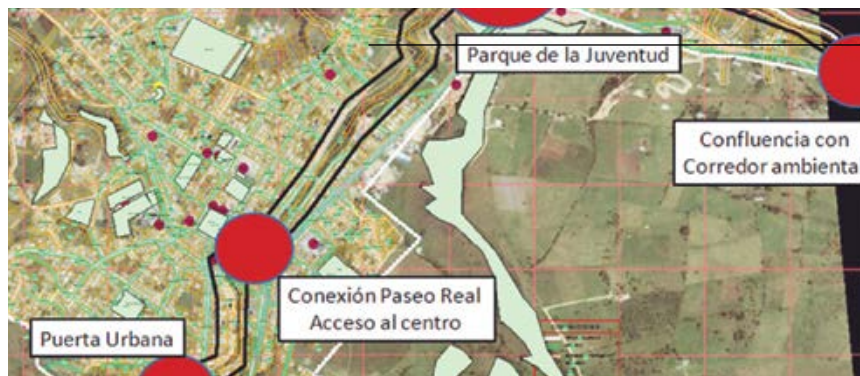 Parque de la Juventud
Confluencia con
Corredor ambienta
Conexión Paseo Real
Acceso al centro
Puerta Urbana